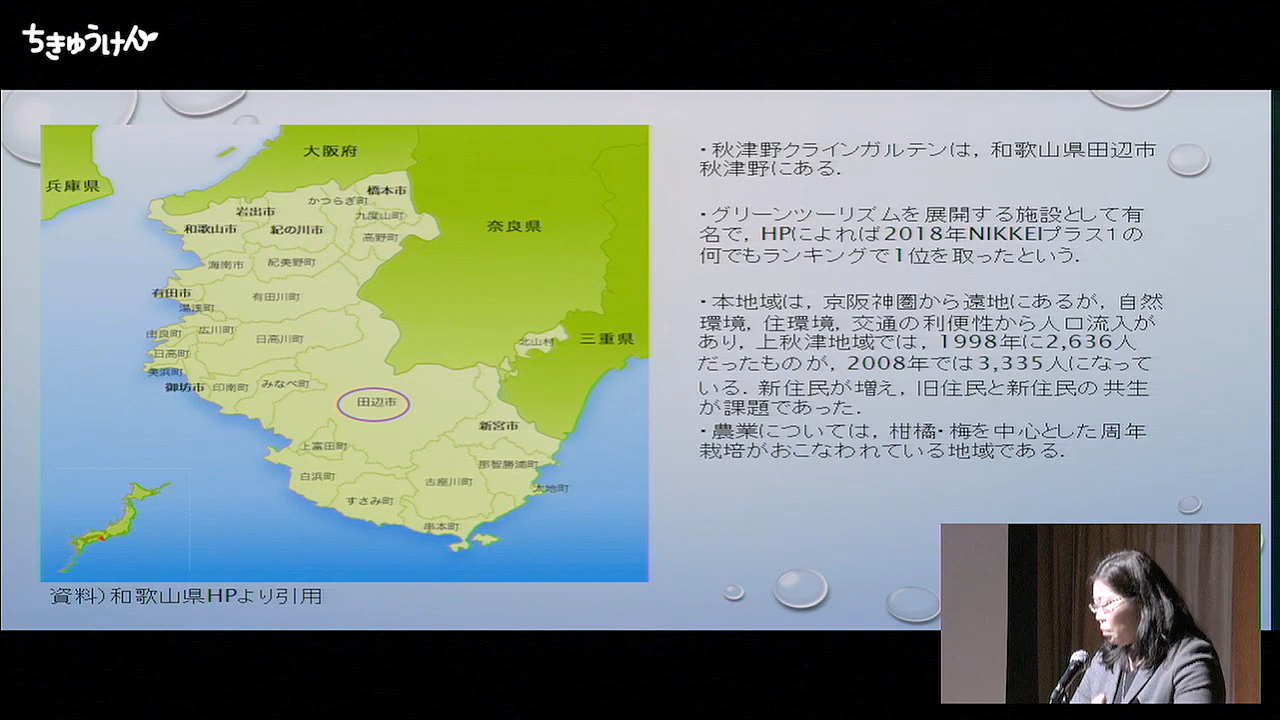 ちきゅうけん
大阪府
兵庫県
橋本市
かつらぎ町
岩出市
九度山町
和歌山市
紀の川市
奈良県
高野町
海南市
紀美野町
有田市
有田川町
湯浅町
広川町
由良町
日高川町
北山村
三重県
日高町
美浜町
御坊市
印南町
みなべ町
田辺市
新宮市
上富田町
那智勝浦町
白浜町
古座川町
太地町
すさみ町
串本町
資料）和歌山県HPより引用
・秋津野クラインガルテンは，和歌山県田辺市
秋津野にある．
・グリーンツーリズムを展開する施設として有
名で，HPによれば2018年NIKKEIプラス1の
何でもランキングで1位を取ったという．
・本地域は，京阪神圏から遠地にあるが，自然
環境，住環境，交通の利便性から人口流入が
あり，上秋津地域では，1998年に2,636人
だったものが，2008年では3,335人になって
いる．新住民が増え，旧住民と新住民の共生
が課題であった．
・農業については，柑橘・梅を中心とした周年
栽培がおこなわれている地域である．